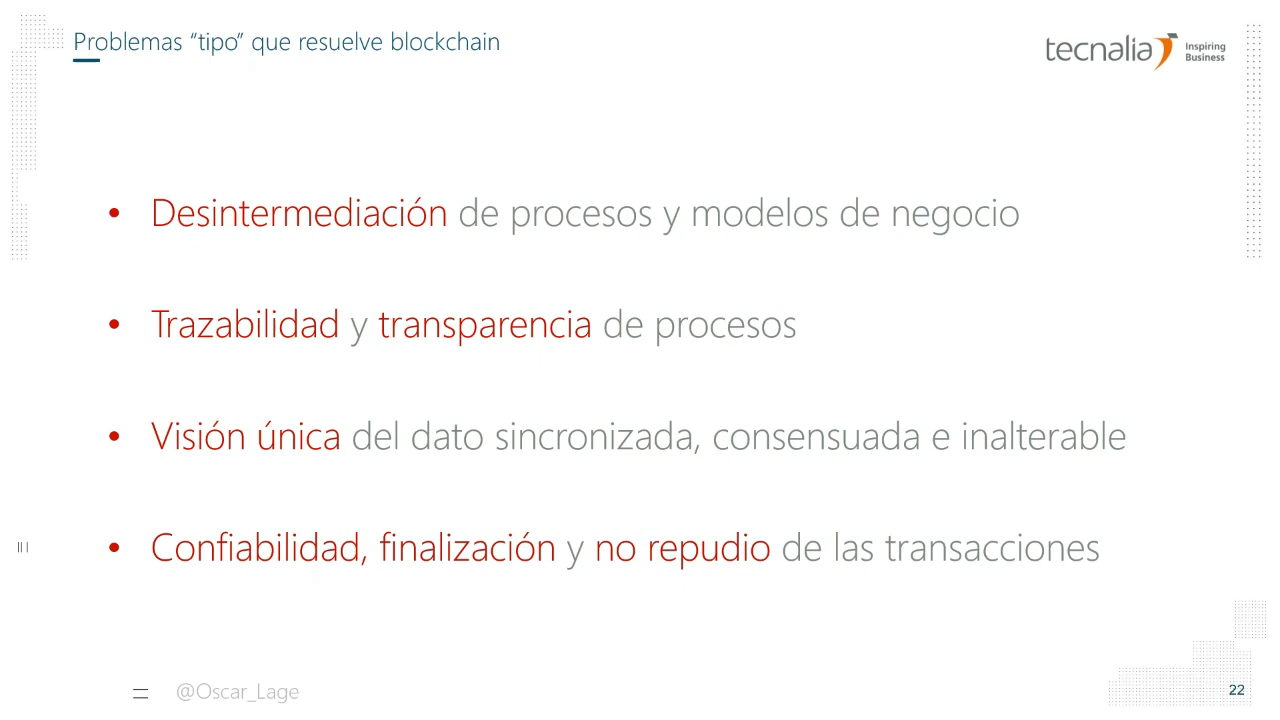 Problemas “tipo” que resuelve blockchain
tecnalia Inspiring Business
• Desintermediación de procesos y modelos de negocio
• Trazabilidad y transparencia de procesos
• Visión única del dato sincronizada, consensuada e inalterable
• Confiabilidad, finalización y no repudio de las transacciones
@Oscar_Lage
22